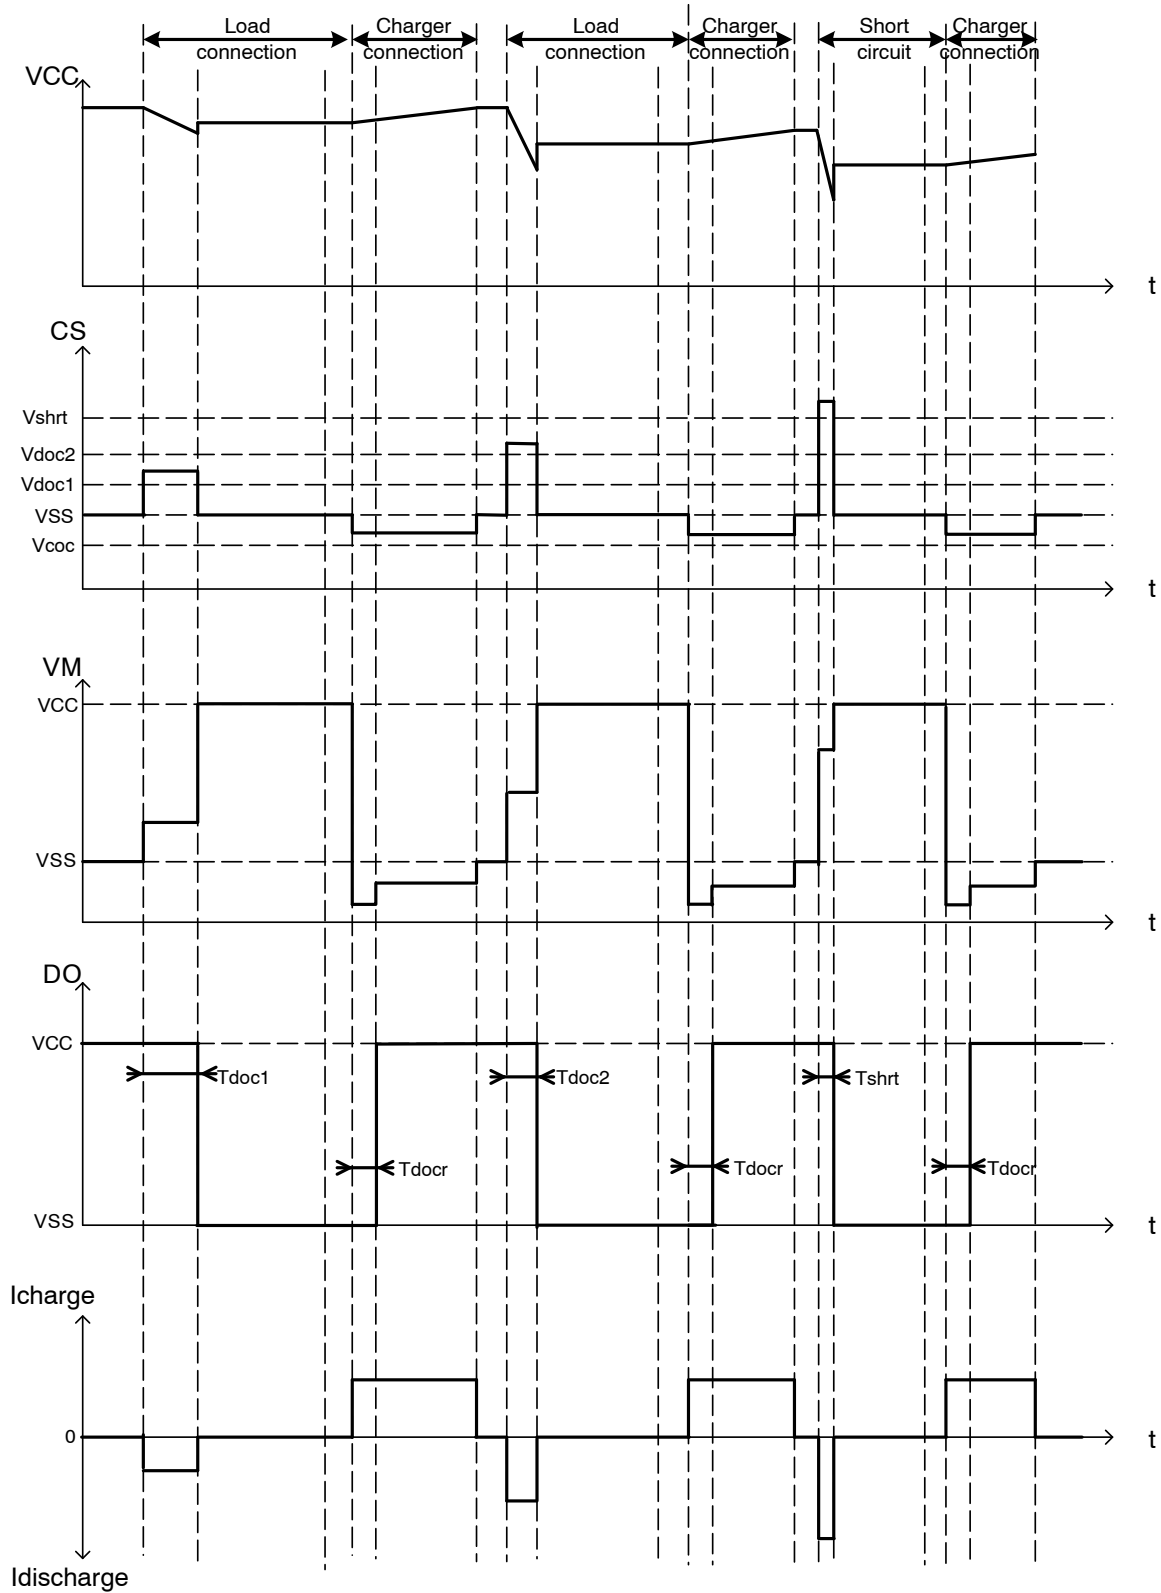 Load connection
Charger connection
Load connection
Charger connection
Short circuit
Charger connection
VCC
t
CS
Vshrt
Vdoc2
Vdoc1
VSS
Vcoc
t
VM
VCC
VSS
t
DO
VCC
Tdoc1
Tdoc2
Tshrt
Tdocr
Tdocr
Tdocr
VSS
t
Icharge
0
t
Idischarge